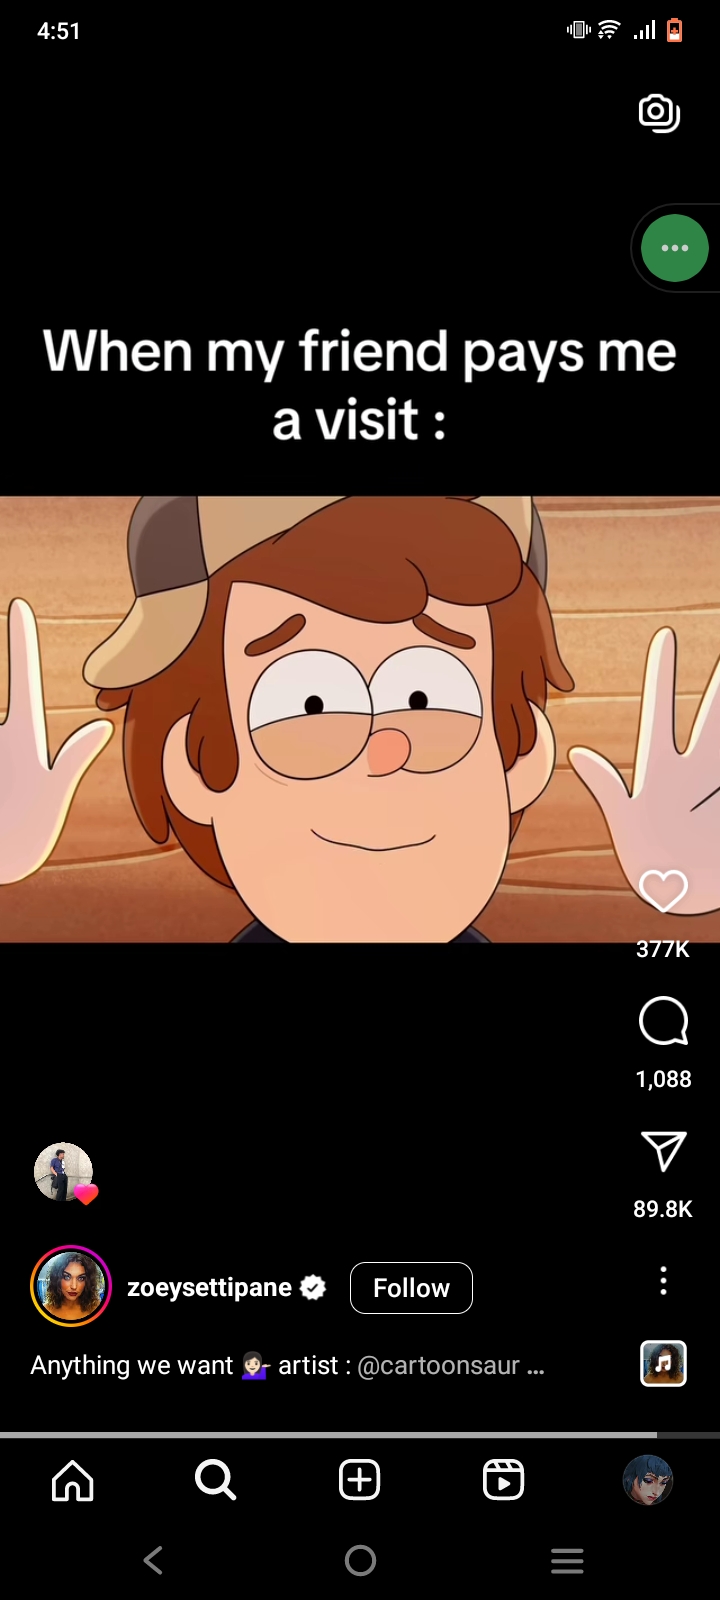 4:51
When my friend pays me
a visit :
377K
1,088
89.8K
zoeysettipane
Follow
Anything we want 💁🏻‍♀️ artist : @cartoonsaur ...